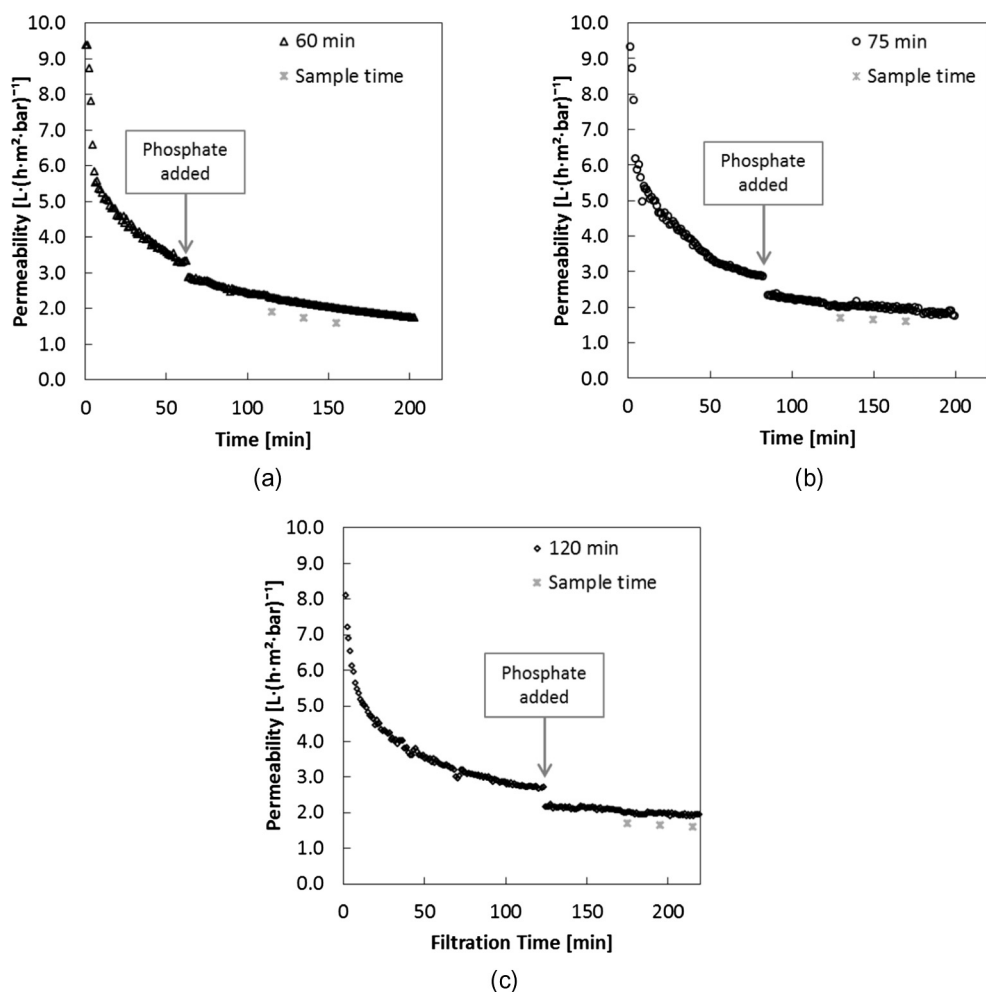 10.0
9.0
8.0
7.0
6.0
5.0
4.0
3.0
2.0
1.0
0.0
Permeability [L·(h·m²·bar)⁻¹]
60 min
Sample time
Phosphate
added
0 50 100 150 200
Time [min]
(a)
10.0
9.0
8.0
7.0
6.0
5.0
4.0
3.0
2.0
1.0
0.0
Permeability [L·(h·m²·bar)⁻¹]
75 min
Sample time
Phosphate
added
0 50 100 150 200
Time [min]
(b)
10.0
9.0
8.0
7.0
6.0
5.0
4.0
3.0
2.0
1.0
0.0
Permeability [L·(h·m²·bar)⁻¹]
120 min
Sample time
Phosphate
added
0 50 100 150 200
Filtration Time [min]
(c)